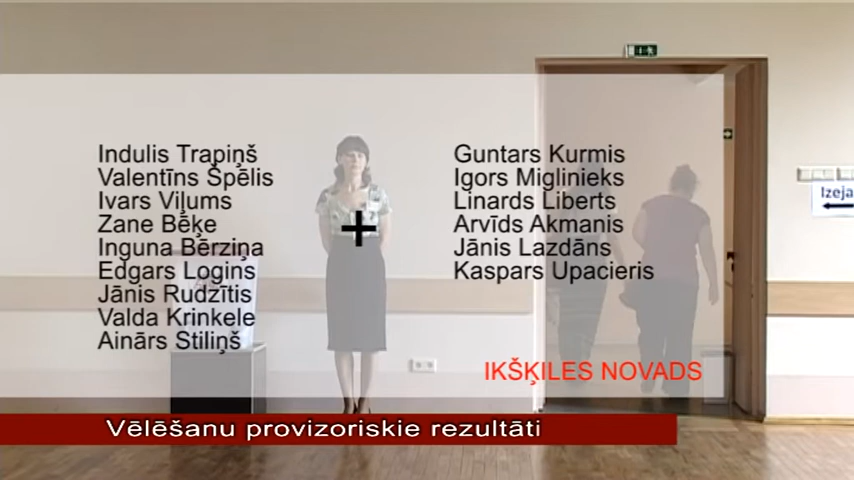 Indulis Trapiņš
Valentīns Špēlis
Ivars Viļums
Zane Bēķe
Inguna Bērziņa
Edgars Logins
Jānis Rudzītis
Valda Krinkele
Ainārs Stiliņš
+
Guntars Kurmis
Igors Miglinieks
Linards Liberts
Arvīds Akmanis
Jānis Lazdāns
Kaspars Upacieris
IKŠĶILES NOVADS
Izeja
Vēlēšanu provizoriskie rezultāti